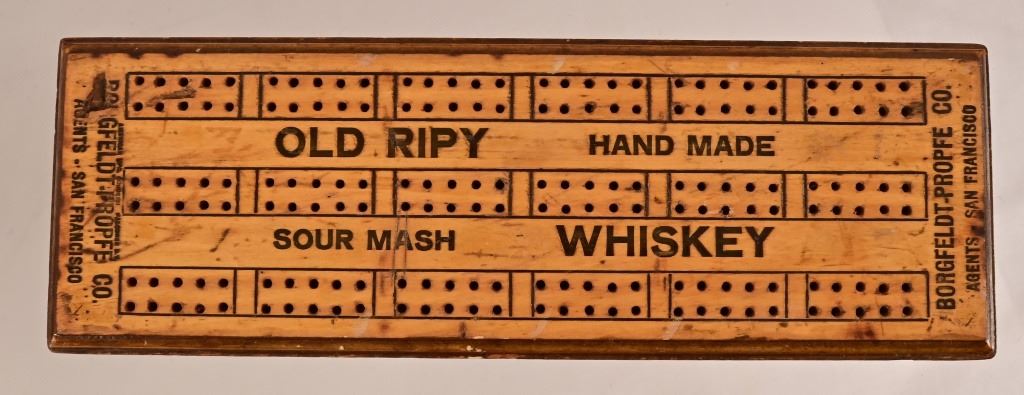 OLD RIPY HAND MADE
SOUR MASH WHISKEY
BORGFELDT-PROPFE CO.
AGENTS SAN FRANCISCO
GFELDT-PROPFE CO.
AGENTS · SAN FRANCISCO